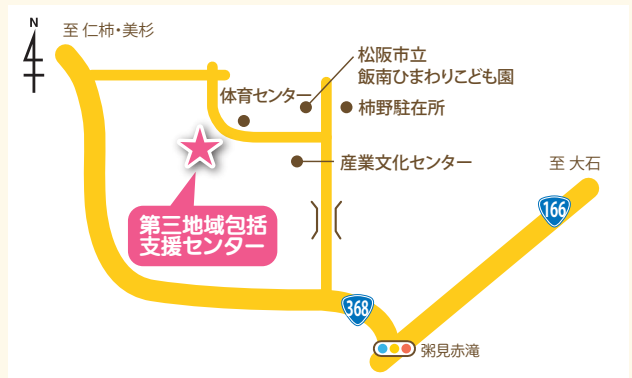 N
至 仁柿・美杉
松阪市立
飯南ひまわりこども園
体育センター
柿野駐在所
産業文化センター
至 大石
166
第三地域包括
支援センター
368
粥見赤滝